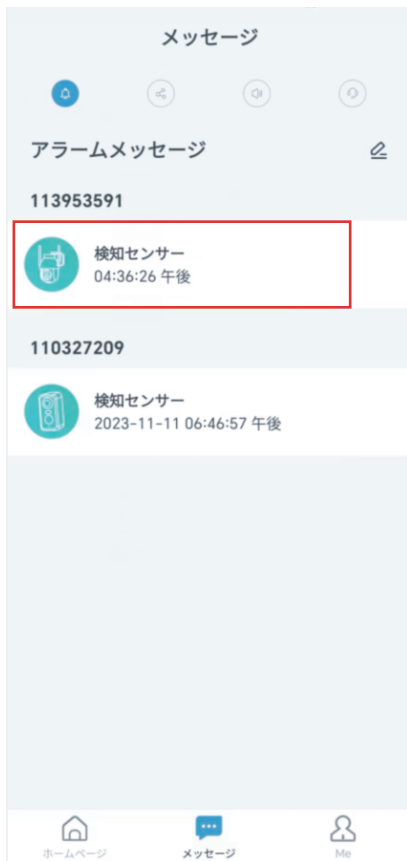 メッセージ
アラームメッセージ
113953591
検知センサー
04:36:26 午後
110327209
検知センサー
2023-11-11 06:46:57 午後
ホームページ
メッセージ
Me